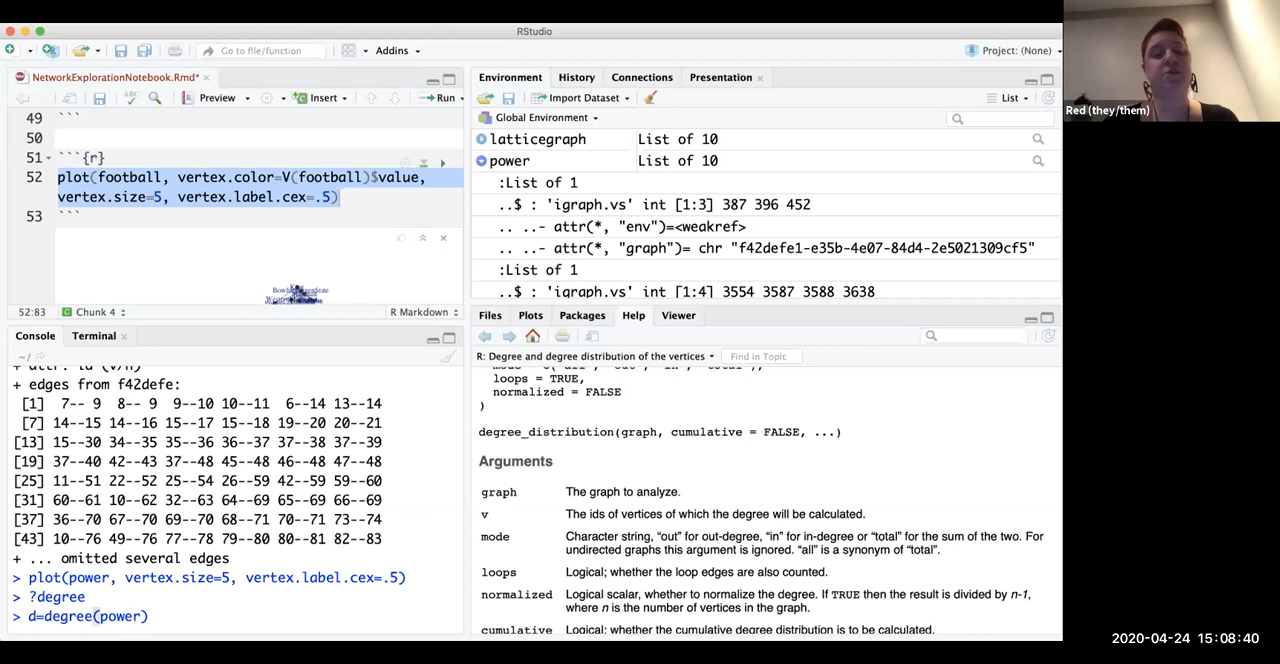 RStudio
Go to file/function
Addins
Project: (None)
NetworkExplorationNotebook.Rmd*
Preview
Insert
Run
49 ```
50
51 ```{r}
52 plot(football, vertex.color=V(football)$value,
vertex.size=5, vertex.label.cex=.5)
53 ```
52:83
Chunk 4
R Markdown
Console
Terminal
~/
+ edges from f42defe:
[1] 7-- 9 8-- 9 9--10 10--11 6--14 13--14
[7] 14--15 14--16 15--17 15--18 19--20 20--21
[13] 15--30 34--35 35--36 36--37 37--38 37--39
[19] 37--40 42--43 37--48 45--48 46--48 47--48
[25] 11--51 22--52 25--54 26--59 42--59 59--60
[31] 60--61 10--62 32--63 64--69 65--69 66--69
[37] 36--70 67--70 69--70 68--71 70--71 73--74
[43] 10--76 49--76 77--78 79--80 80--81 82--83
+ ... omitted several edges
> plot(power, vertex.size=5, vertex.label.cex=.5)
> ?degree
> d=degree(power)
Environment
History
Connections
Presentation
Import Dataset
List
Global Environment
latticegraph List of 10
power List of 10
:List of 1
..$ : 'igraph.vs' int [1:3] 387 396 452
.. ..- attr(*, "env")=<weakref>
.. ..- attr(*, "graph")= chr "f42defe1-e35b-4e07-84d4-2e5021309cf5"
:List of 1
..$ : 'igraph.vs' int [1:4] 3554 3587 3588 3638
Files
Plots
Packages
Help
Viewer
R: Degree and degree distribution of the vertices
Find in Topic
loops = TRUE,
normalized = FALSE
)
degree_distribution(graph, cumulative = FALSE, ...)
Arguments
graph The graph to analyze.
v The ids of vertices of which the degree will be calculated.
mode Character string, “out” for out-degree, “in” for in-degree or “total” for the sum of the two. For
undirected graphs this argument is ignored. “all” is a synonym of “total”.
loops Logical; whether the loop edges are also counted.
normalized Logical scalar, whether to normalize the degree. If TRUE then the result is divided by n-1,
where n is the number of vertices in the graph.
cumulative Logical; whether the cumulative degree distribution is to be calculated.
Red (they/them)
2020-04-24 15:08:40